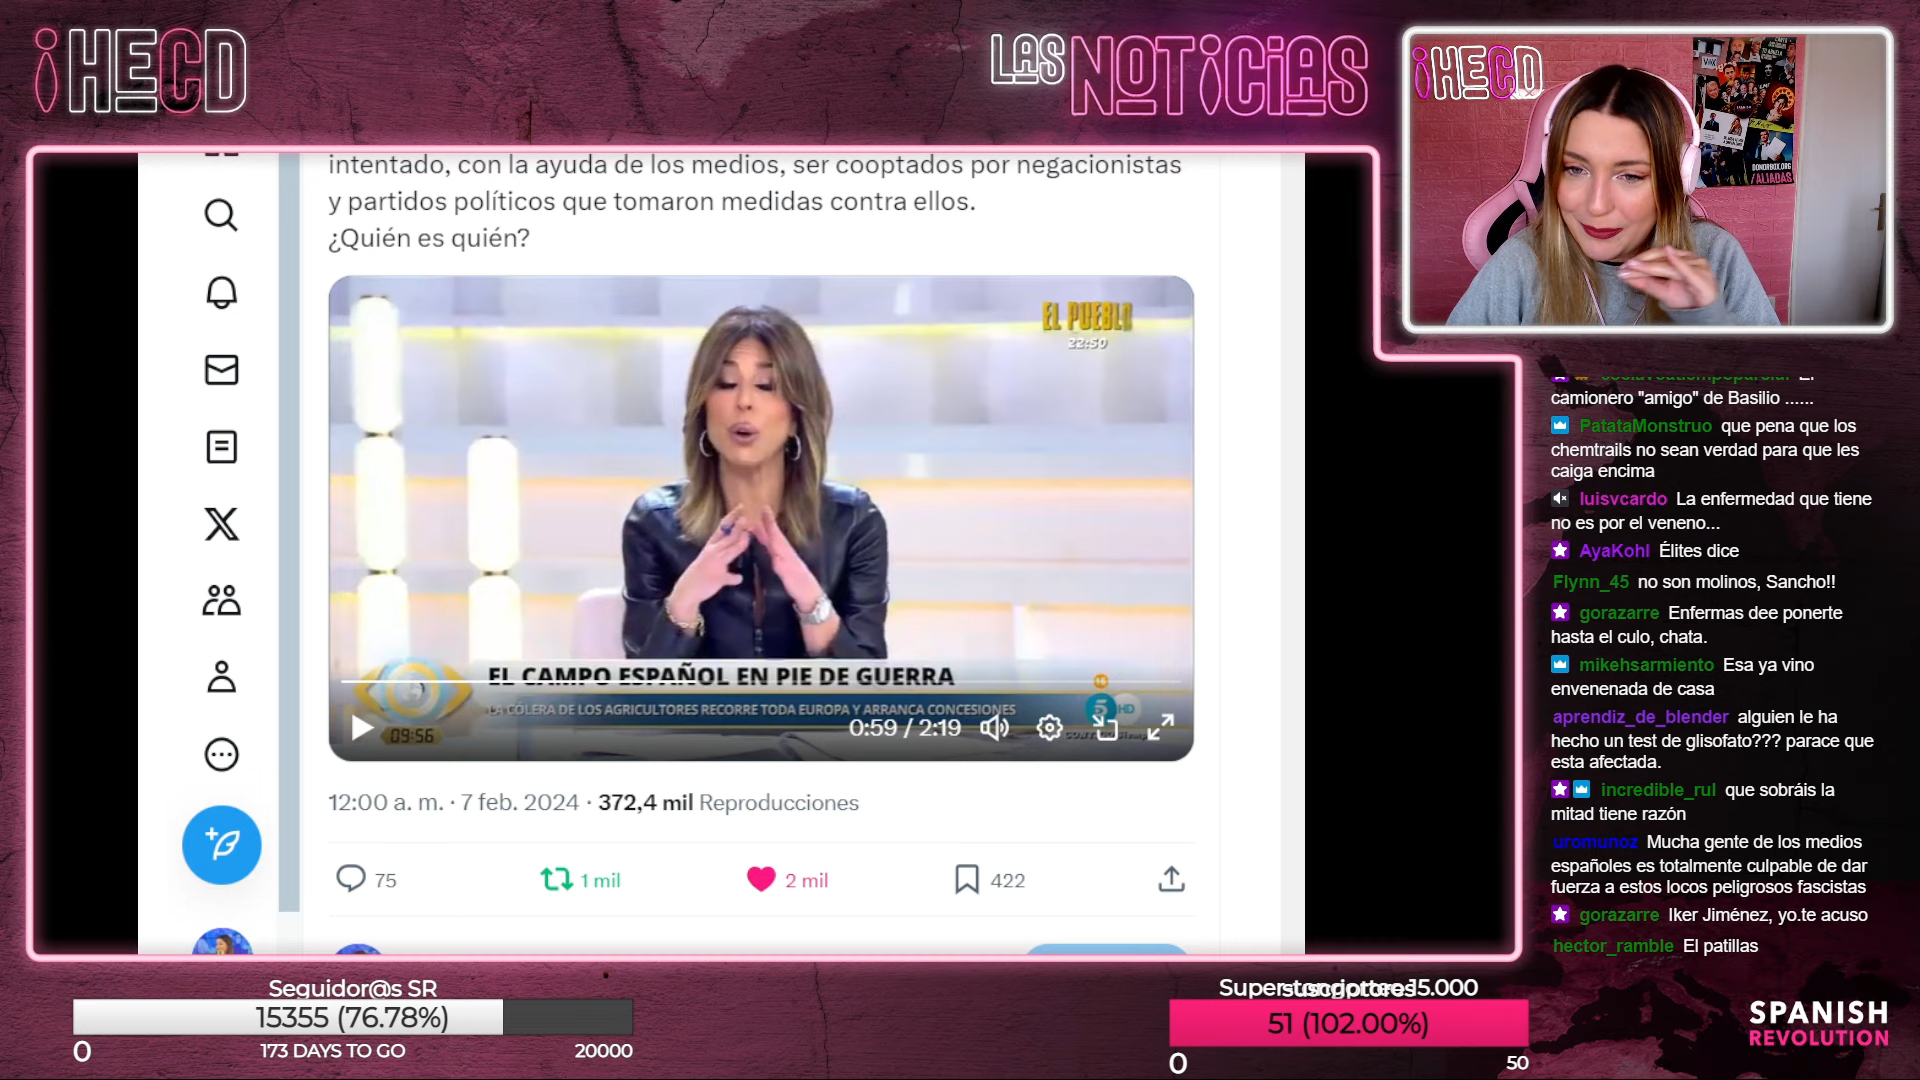 ¡HECD
LAS NOTICIAS
¡HECD
VOX
DONORBOX.ORG
/ALIADAS
intentado, con la ayuda de los medios, ser cooptados por negacionistas
y partidos políticos que tomaron medidas contra ellos.
¿Quién es quién?
EL PUEBLO
22:50
EL CAMPO ESPAÑOL EN PIE DE GUERRA
LA CÓLERA DE LOS AGRICULTORES RECORRE TODA EUROPA Y ARRANCA CONCESIONES
5 HD
09:56
0:59 / 2:19
12:00 a. m. · 7 feb. 2024 · 372,4 mil Reproducciones
75
1 mil
2 mil
422
El
camionero "amigo" de Basilio ......
PatataMonstruo que pena que los
chemtrails no sean verdad para que les
caiga encima
luisvcardo La enfermedad que tiene
no es por el veneno...
AyaKohl Élites dice
Flynn_45 no son molinos, Sancho!!
gorazarre Enfermas dee ponerte
hasta el culo, chata.
mikehsarmiento Esa ya vino
envenenada de casa
aprendiz_de_blender alguien le ha
hecho un test de glisofato??? parace que
esta afectada.
incredible_rul que sobráis la
mitad tiene razón
uromunoz Mucha gente de los medios
españoles es totalmente culpable de dar
fuerza a estos locos peligrosos fascistas
gorazarre Iker Jiménez, yo.te acuso
hector_ramble El patillas
Seguidor@s SR
15355 (76.78%)
0
173 DAYS TO GO
20000
15.000
51 (102.00%)
0
50
SPANISH
REVOLUTION